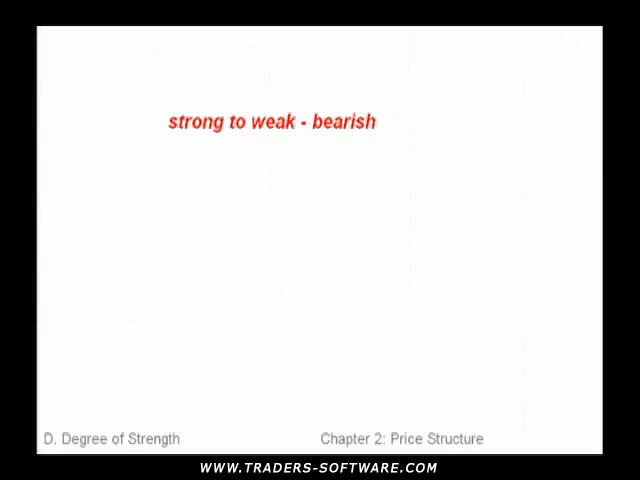 strong to weak - bearish
D. Degree of Strength
Chapter 2: Price Structure
WWW.TRADERS-SOFTWARE.COM